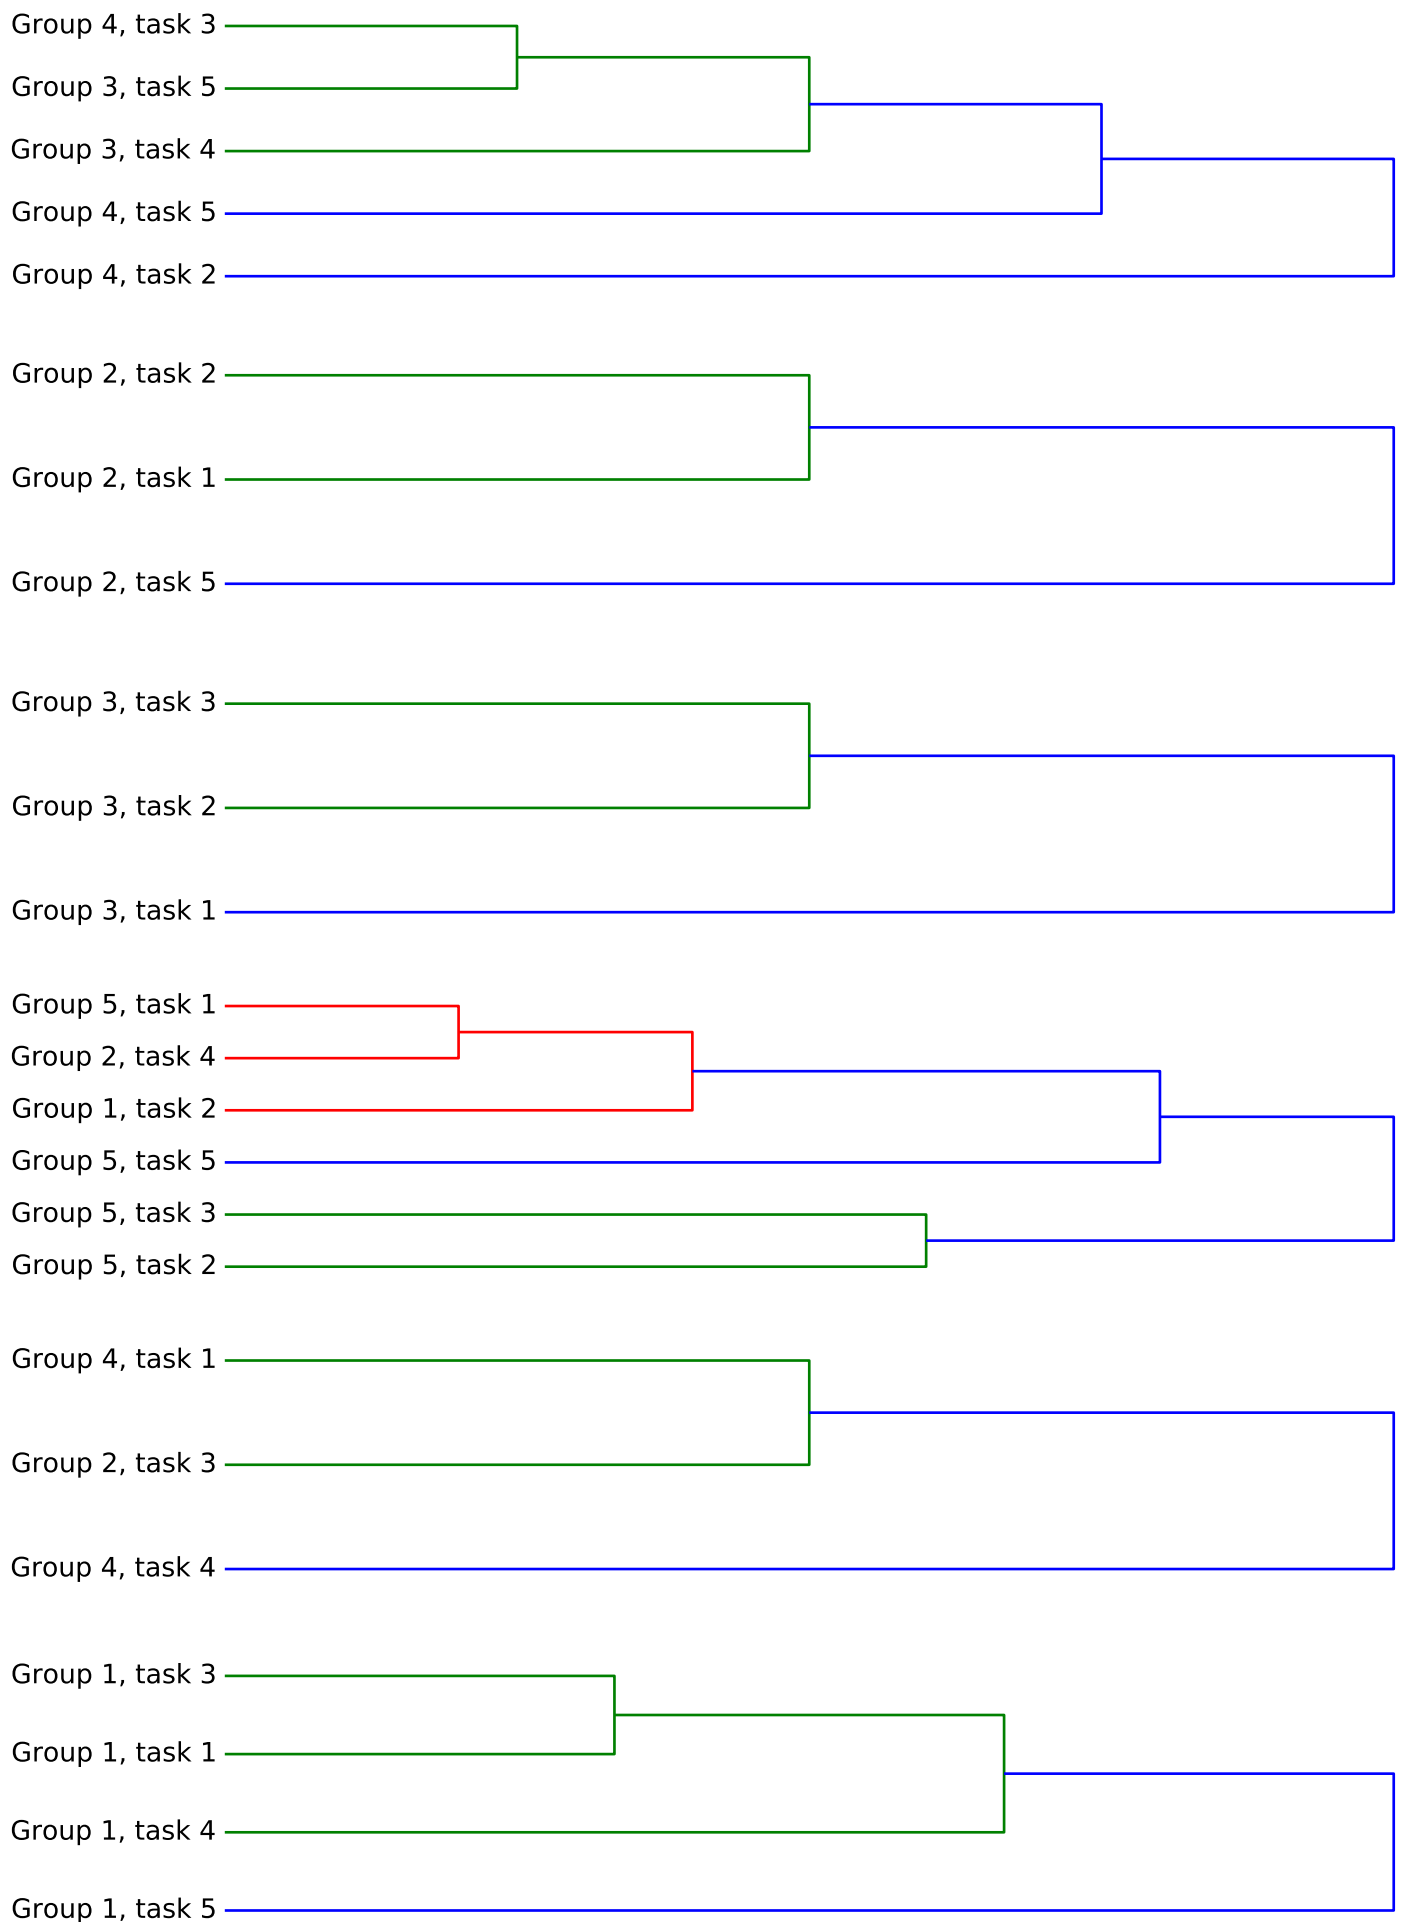 Group 4, task 3
Group 3, task 5
Group 3, task 4
Group 4, task 5
Group 4, task 2
Group 2, task 2
Group 2, task 1
Group 2, task 5
Group 3, task 3
Group 3, task 2
Group 3, task 1
Group 5, task 1
Group 2, task 4
Group 1, task 2
Group 5, task 5
Group 5, task 3
Group 5, task 2
Group 4, task 1
Group 2, task 3
Group 4, task 4
Group 1, task 3
Group 1, task 1
Group 1, task 4
Group 1, task 5